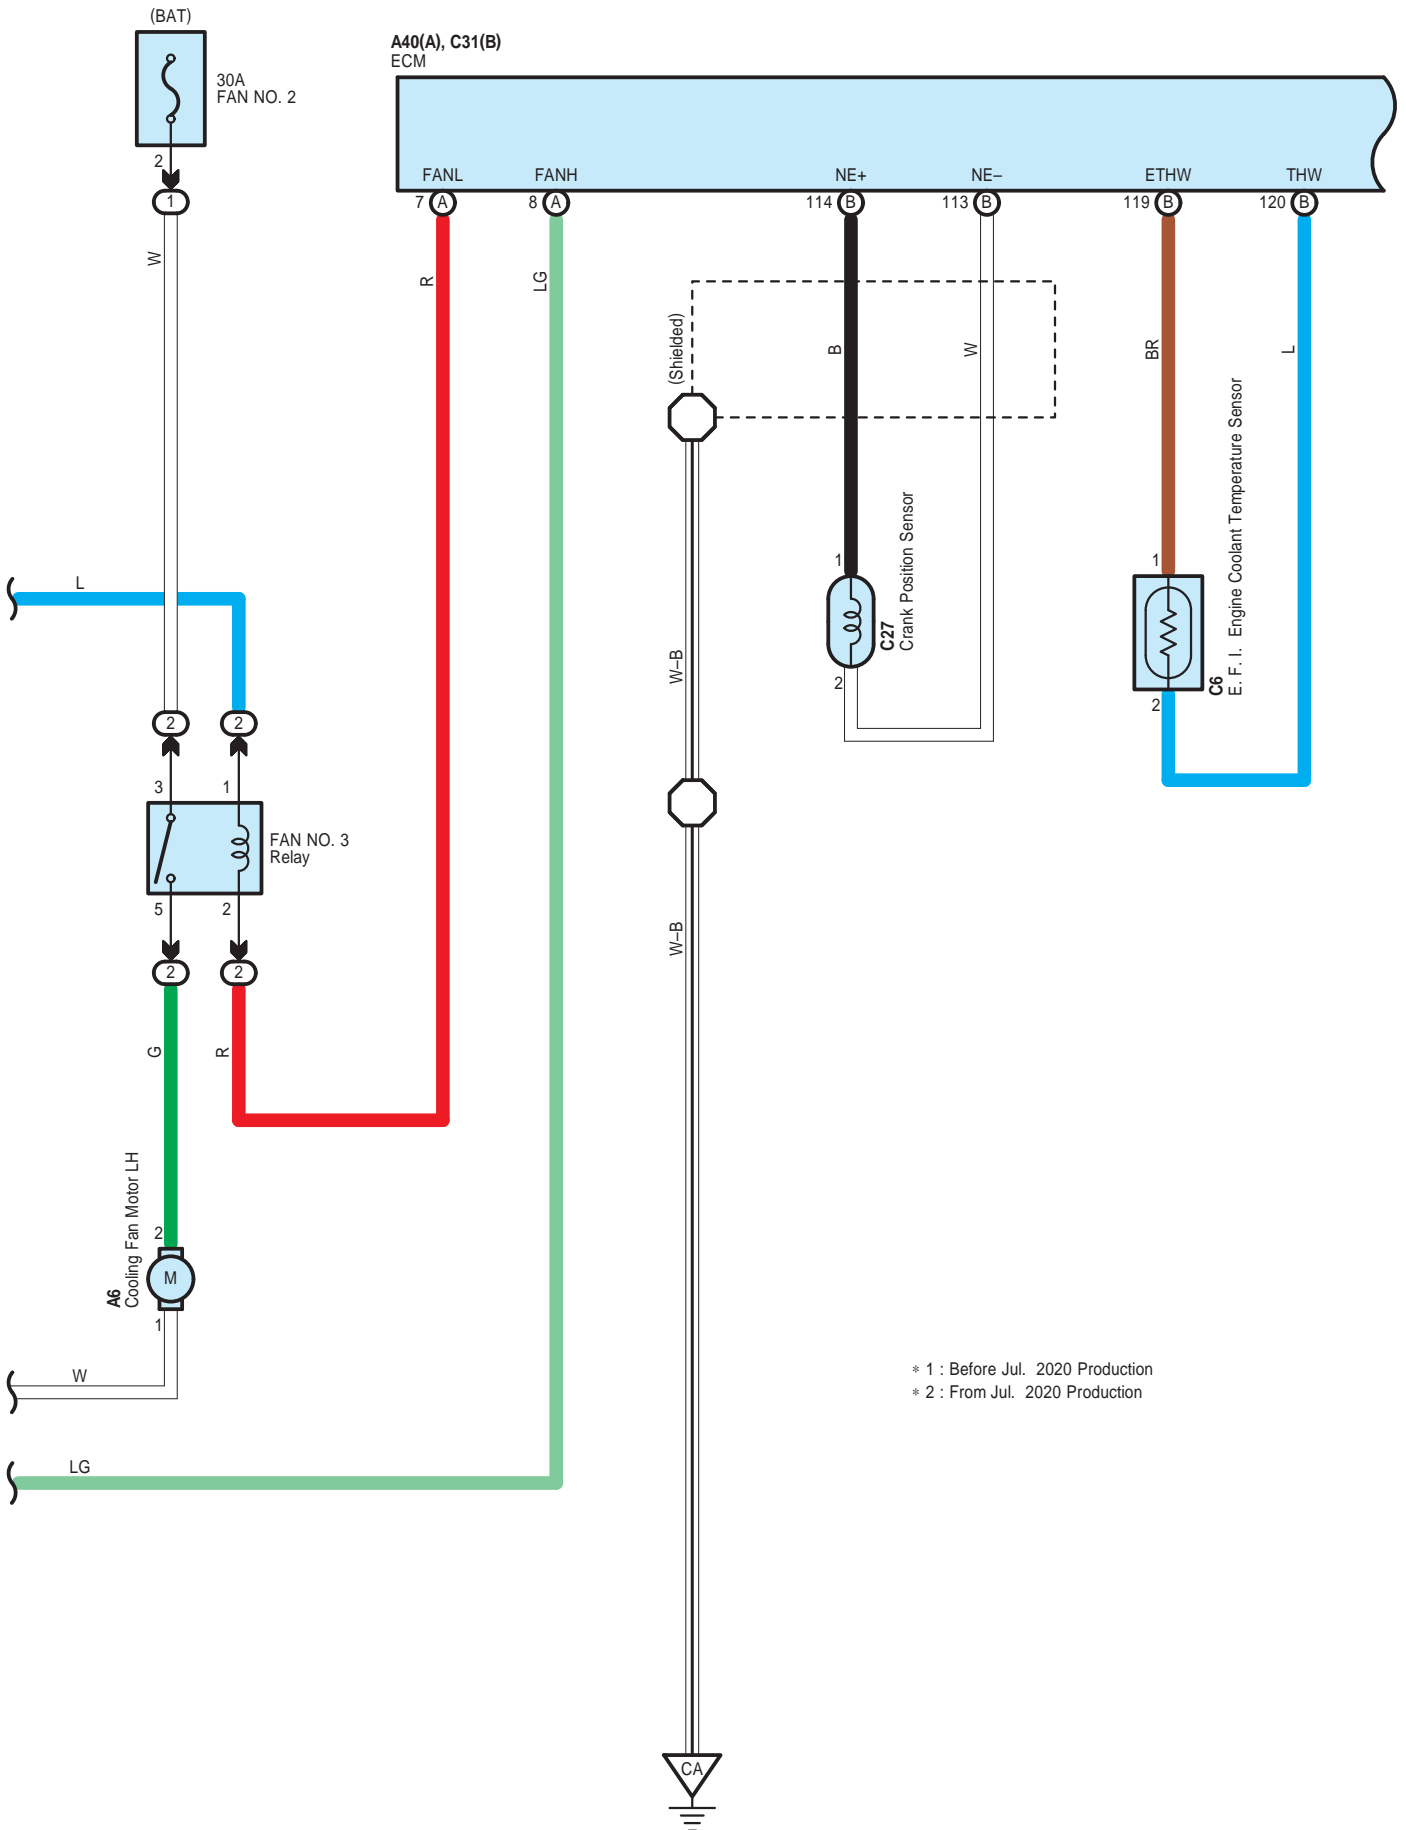 (BAT)
30A
FAN NO. 2
2
1
W
A40(A), C31(B)
ECM
FANL
FANH
NE+
NE–
ETHW
THW
7 A
8 A
114 B
113 B
119 B
120 B
R
LG
(Shielded)
B
W
BR
L
L
1
C27
Crank Position Sensor
2
1
C6
E. F. I. Engine Coolant Temperature Sensor
2
W–B
2
2
3
1
FAN NO. 3
Relay
5
2
2
2
W–B
G
R
A6
Cooling Fan Motor LH
2
M
1
W
LG
* 1 : Before Jul. 2020 Production
* 2 : From Jul. 2020 Production
CA